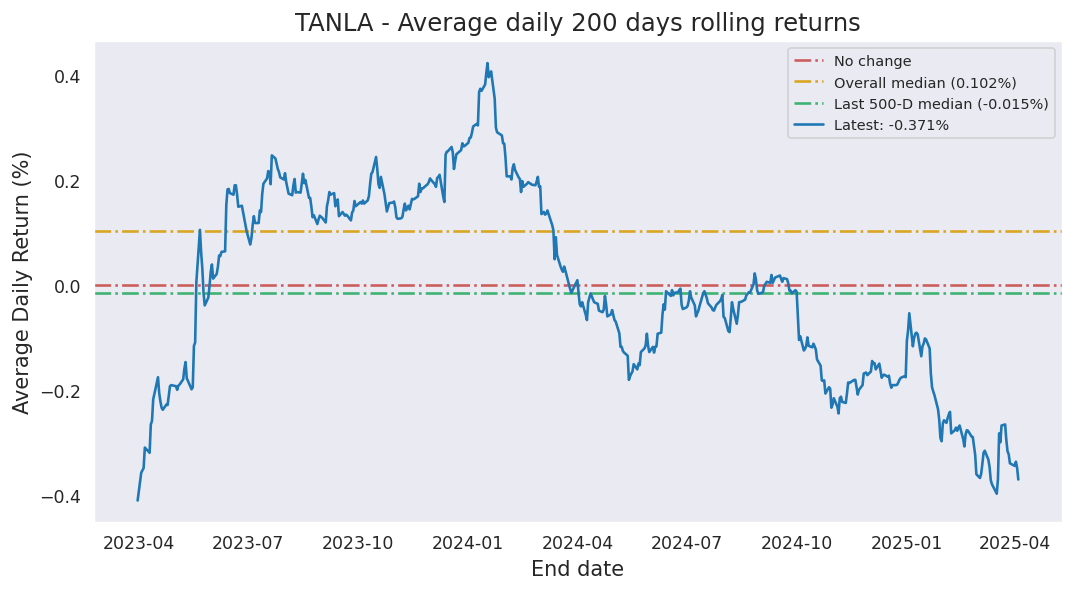 TANLA - Average daily 200 days rolling returns
No change
Overall median (0.102%)
Last 500-D median (-0.015%)
Latest: -0.371%
Average Daily Return (%)
0.4
0.2
0.0
−0.2
−0.4
2023-04 2023-07 2023-10 2024-01 2024-04 2024-07 2024-10 2025-01 2025-04
End date